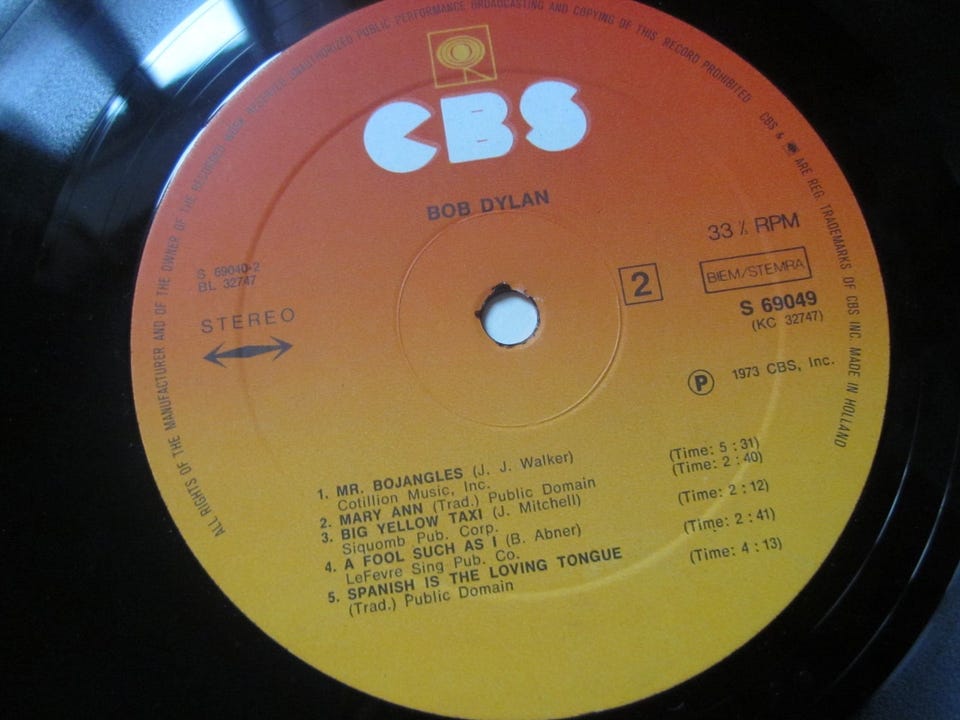 ALL RIGHTS OF THE MANUFACTURER AND OF THE OWNER OF THE RECORDED WORK RESERVED. UNAUTHORIZED PUBLIC PERFORMANCE BROADCASTING AND COPYING OF THIS RECORD PROHIBITED
CBS & ARE REG. TRADEMARKS OF CBS INC. MADE IN HOLLAND
CBS
BOB DYLAN
33⅓ RPM
BIEM/STEMRA
S 69040-2
BL 32747
2
S 69049
(KC 32747)
STEREO
P 1973 CBS, Inc.
1. MR. BOJANGLES (J. J. Walker) (Time: 5:31)
Cotillion Music, Inc.
2. MARY ANN (Trad.) Public Domain (Time: 2:40)
3. BIG YELLOW TAXI (J. Mitchell) (Time: 2:12)
Siquomb Pub. Corp.
4. A FOOL SUCH AS I (B. Abner) (Time: 2:41)
LeFevre Sing Pub. Co.
5. SPANISH IS THE LOVING TONGUE (Time: 4:13)
(Trad.) Public Domain